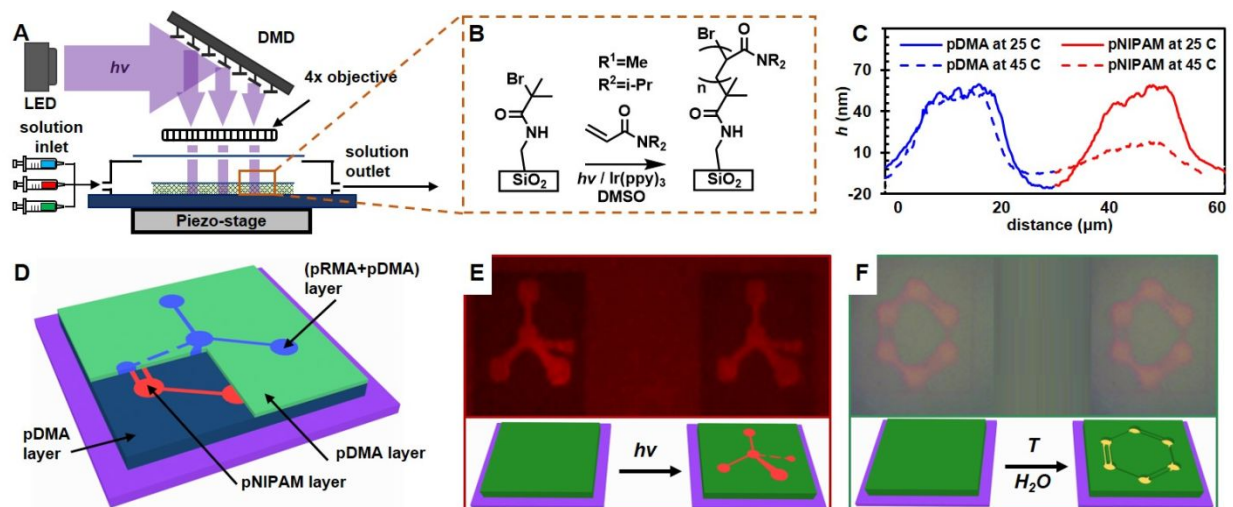 A
LED
hv
DMD
4x objective
solution
inlet
solution
outlet
Piezo-stage
B
Br
O
NH
SiO2
R1=Me
R2=i-Pr
O
NR2
hv / Ir(ppy)3
DMSO
Br
O
NR2
n
O
NH
SiO2
C
pDMA at 25 C
pNIPAM at 25 C
pDMA at 45 C
pNIPAM at 45 C
h (nm)
70
40
10
-20
0
20
40
60
distance (µm)
D
(pRMA+pDMA)
layer
pDMA
layer
pNIPAM layer
pDMA layer
E
hv
F
T
H2O